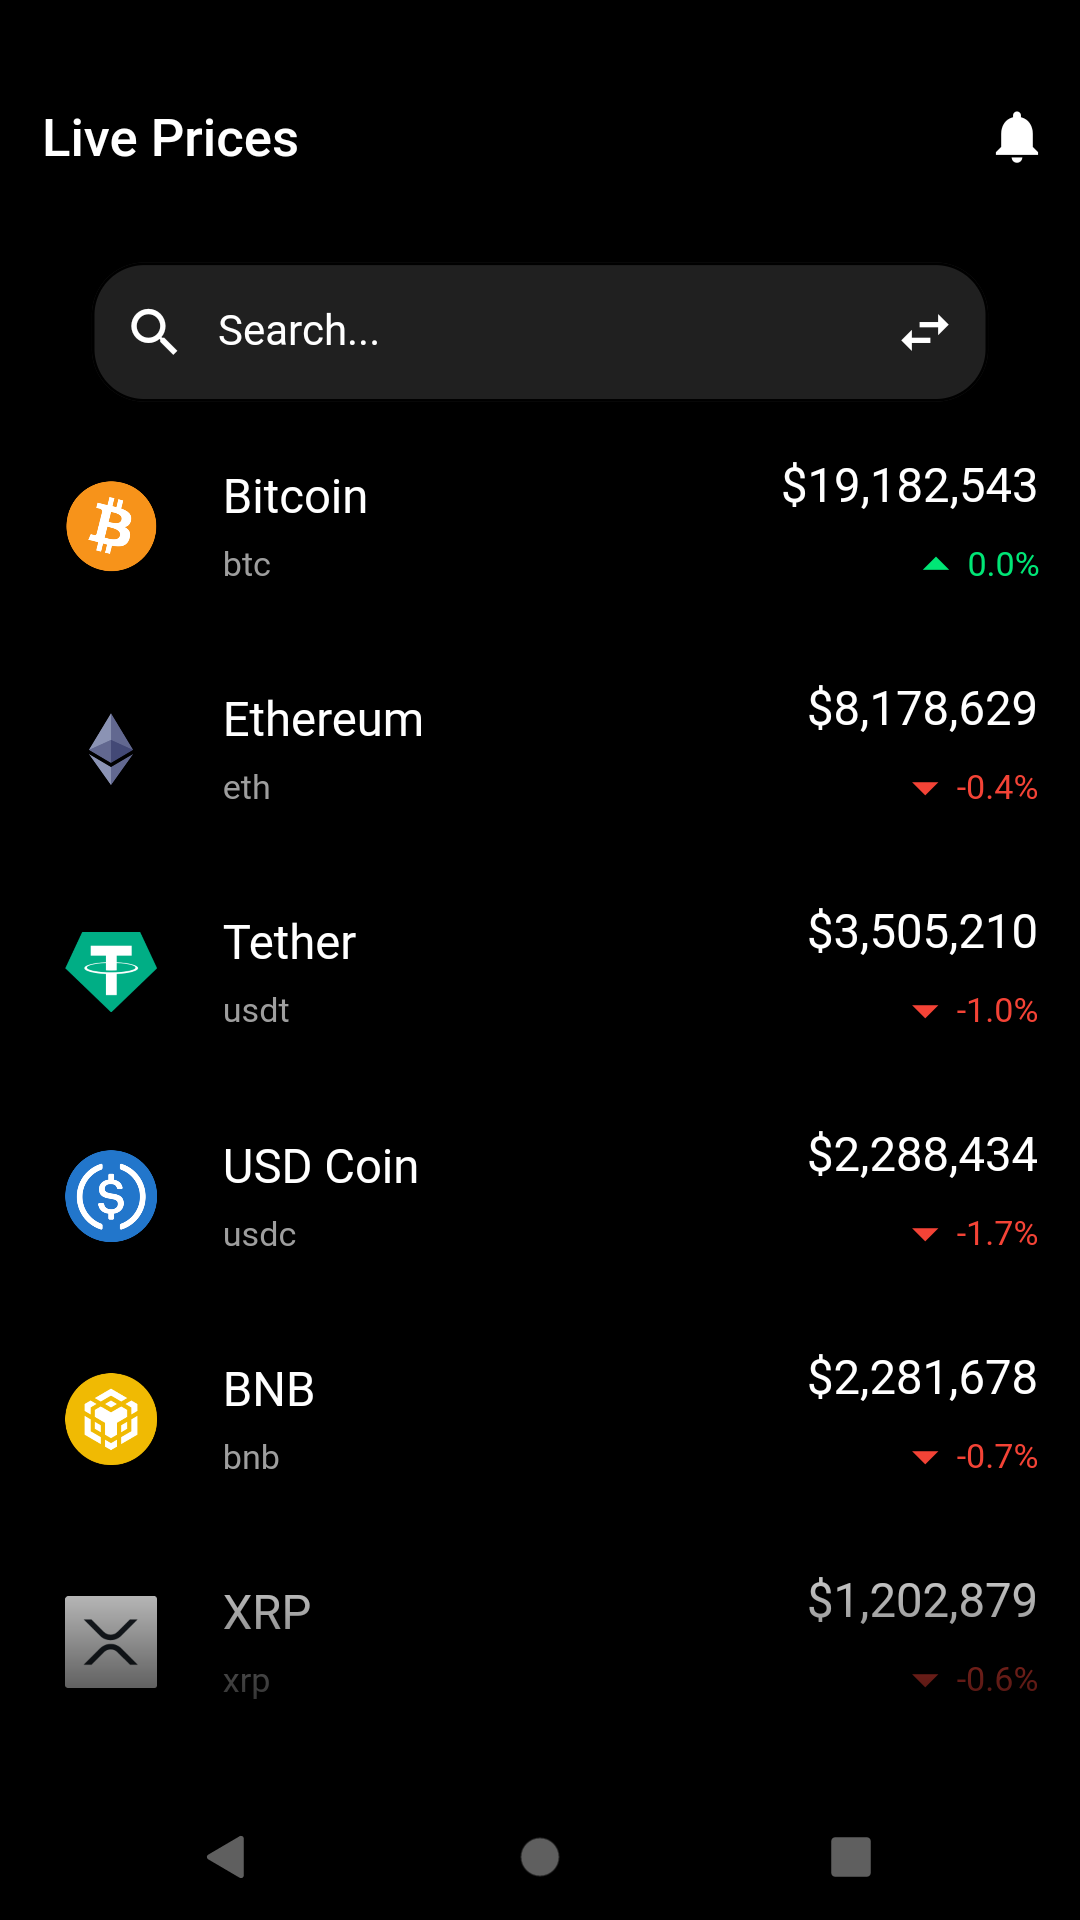 Live Prices
Search...
Bitcoin
$19,182,543
btc
0.0%
Ethereum
$8,178,629
eth
-0.4%
Tether
$3,505,210
usdt
-1.0%
USD Coin
$2,288,434
usdc
-1.7%
BNB
$2,281,678
bnb
-0.7%
XRP
$1,202,879
xrp
-0.6%